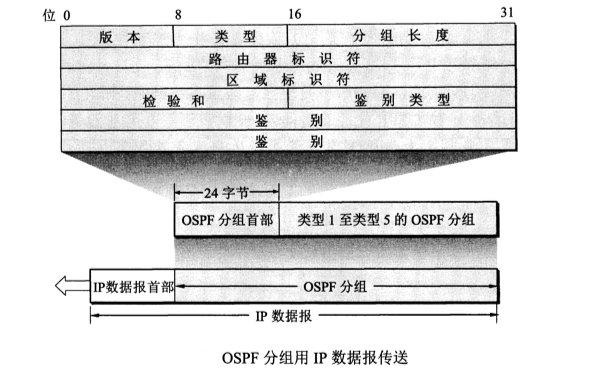 位 0 8 16 31
版本 类型 分组长度
路由器标识符
区域标识符
检验和 鉴别类型
鉴别
鉴别
24 字节
OSPF 分组首部 类型 1 至类型 5 的 OSPF 分组
IP数据报首部 OSPF 分组
IP 数据报
OSPF 分组用 IP 数据报传送